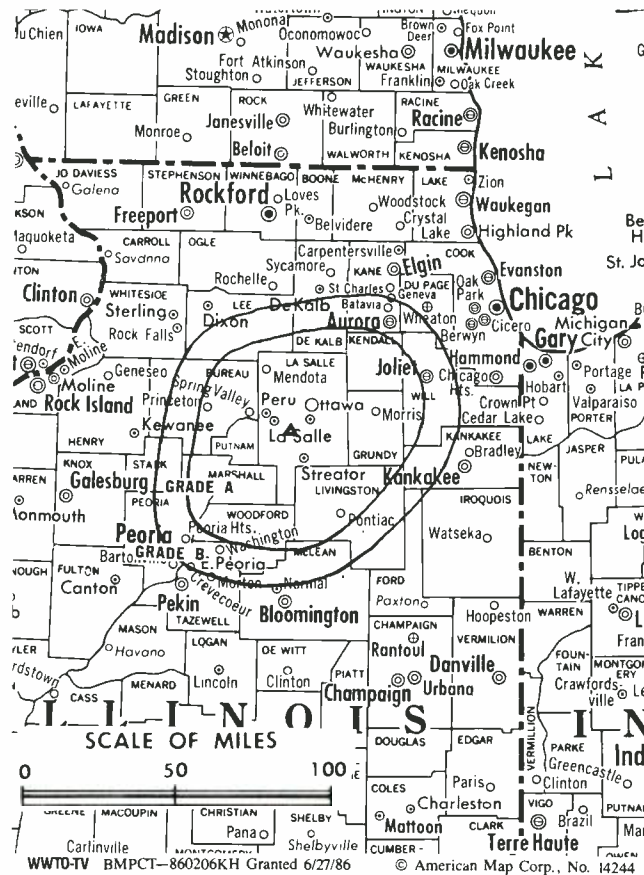 IOWA
Madison
Monona
Oconomowoc
Brown Deer
Fox Point
Waukesha
Milwaukee
Fort Atkinson
WAUKESHA
MILWAUKEE
Stoughton
JEFFERSON
Franklin
Oak Creek
LAFAYETTE
GREEN
ROCK
Whitewater
RACINE
Janesville
Burlington
Racine
Monroe
Beloit
WALWORTH
KENOSHA
Kenosha
L A K
JO DAVIESS
STEPHENSON
WINNEBAGO
BOONE
McHENRY
LAKE
Zion
Galena
Rockford
Loves Pk.
Woodstock
Waukegan
Freeport
Belvidere
Crystal Lake
Highland Pk
CARROLL
OGLE
Carpentersville
COOK
Savanna
Sycamore
KANE
Elgin
Evanston
Rochelle
St Charles
DU PAGE
Clinton
WHITESIDE
LEE
DeKalb
Batavia
Geneva
Oak Park
Chicago
Sterling
Dixon
Aurora
Wheaton
Cicero
Michigan City
Rock Falls
Berwyn
Gary
SCOTT
E. Moline
DE KALB
KENDALL
Hammond
Moline
Geneseo
BUREAU
LA SALLE
Joliet
Chicago Hts.
Hobart
Portage
Rock Island
Spring Valley
Mendota
WILL
Crown Pt
Valparaiso
Princeton
Peru
Ottawa
Morris
Cedar Lake
PORTER
Kewanee
La Salle
HENRY
PUTNAM
GRUNDY
KANKAKEE
LAKE
JASPER
KNOX
STARK
Streator
Bradley
NEWTON
Galesburg
GRADE A
MARSHALL
LIVINGSTON
Kankakee
PEORIA
WOODFORD
IROQUOIS
Peoria
Peoria Hts.
Pontiac
Watseka
GRADE B
Washington
McLEAN
BENTON
FULTON
E. Peoria
Canton
Morton
Normal
FORD
W. Lafayette
Crevecoeur
Pekin
Bloomington
Paxton
Hoopeston
WARREN
MASON
TAZEWELL
CHAMPAIGN
VERMILION
Havana
LOGAN
DE WITT
Rantoul
FOUNTAIN
Lincoln
Clinton
PIATT
Danville
Crawfordsville
CASS
MENARD
Champaign
Urbana
L L I N O I S
I N
SCALE OF MILES
DOUGLAS
EDGAR
VERMILLION
PARKE
0 50 100
Greencastle
COLES
Paris
Clinton
GREENE
MACOUPIN
CHRISTIAN
SHELBY
Charleston
VIGO
Brazil
Pana
Mattoon
CLARK
Carlinville
MONTGOMERY
Shelbyville
CUMBER-
Terre Haute
OWEN
WWTO-TV BMPCT–860206KH Granted 6/27/86 © American Map Corp., No. 14244